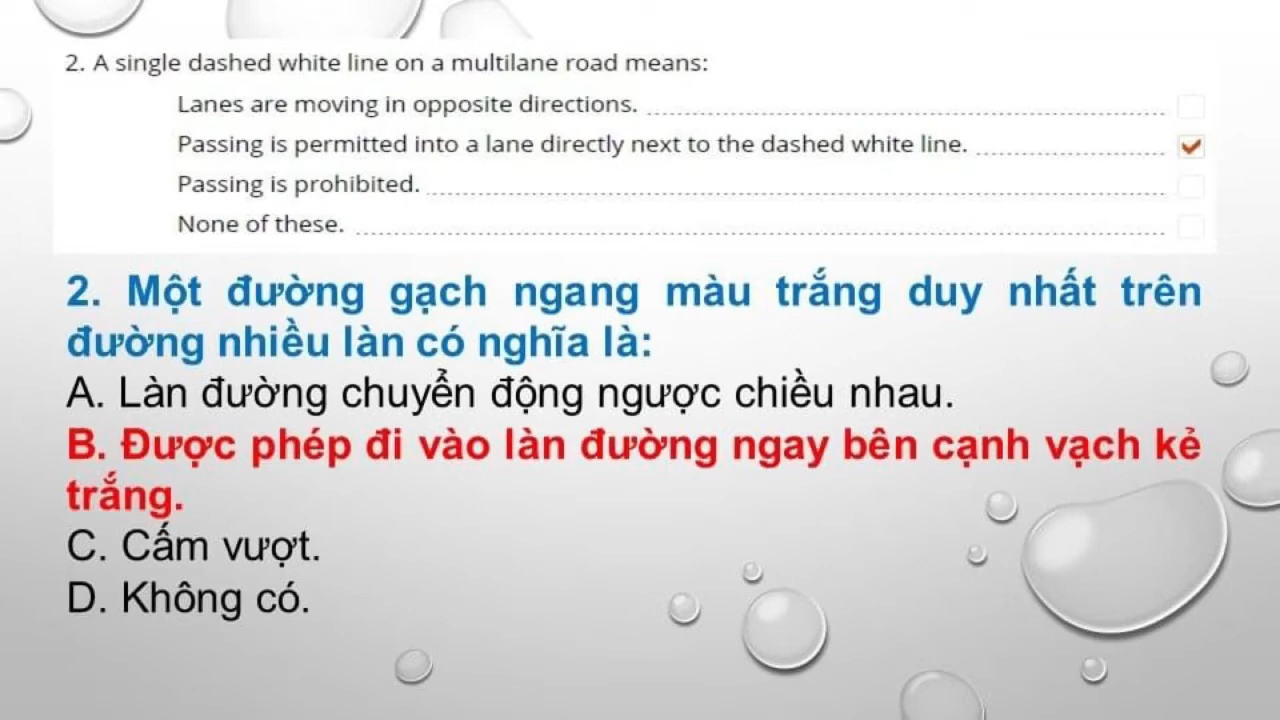 2. A single dashed white line on a multilane road means:
Lanes are moving in opposite directions.
Passing is permitted into a lane directly next to the dashed white line.
Passing is prohibited.
None of these.
2. Một đường gạch ngang màu trắng duy nhất trên
đường nhiều làn có nghĩa là:
A. Làn đường chuyển động ngược chiều nhau.
B. Được phép đi vào làn đường ngay bên cạnh vạch kẻ
trắng.
C. Cấm vượt.
D. Không có.